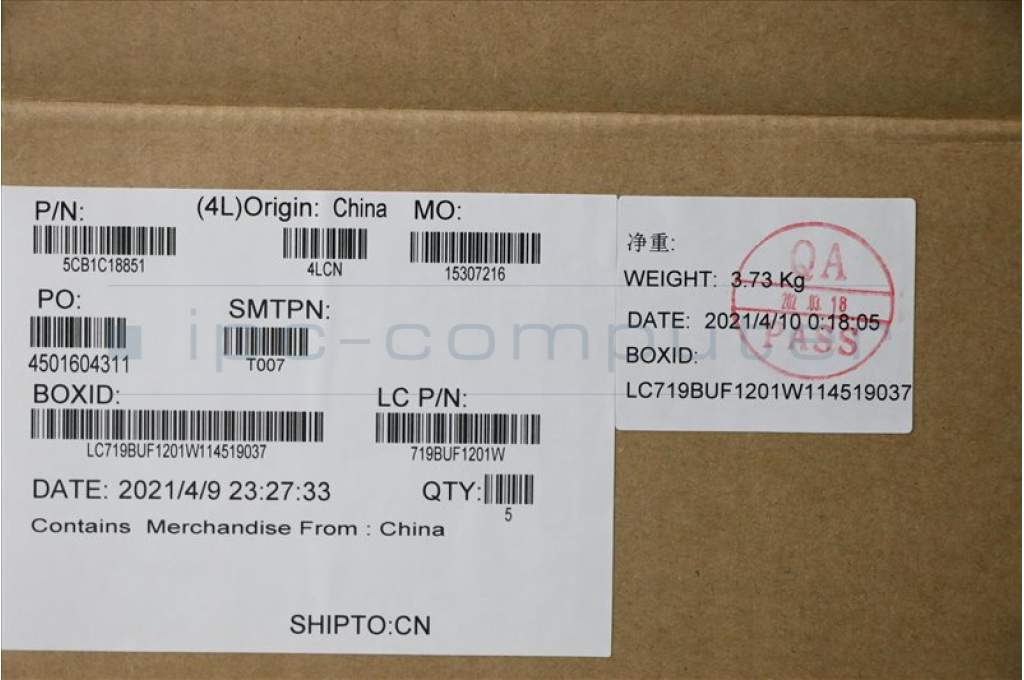 P/N: (4L)Origin: China MO:
5CB1C18851 4LCN 15307216
PO: SMTPN:
4501604311 T007
BOXID: LC P/N:
LC719BUF1201W114519037 719BUF1201W
DATE: 2021/4/9 23:27:33 QTY:
5
Contains Merchandise From : China
SHIPTO:CN
净重:
WEIGHT: 3.73 Kg
DATE: 2021/4/10 0:18:05
BOXID:
LC719BUF1201W114519037
QA
PASS
ipc-computer